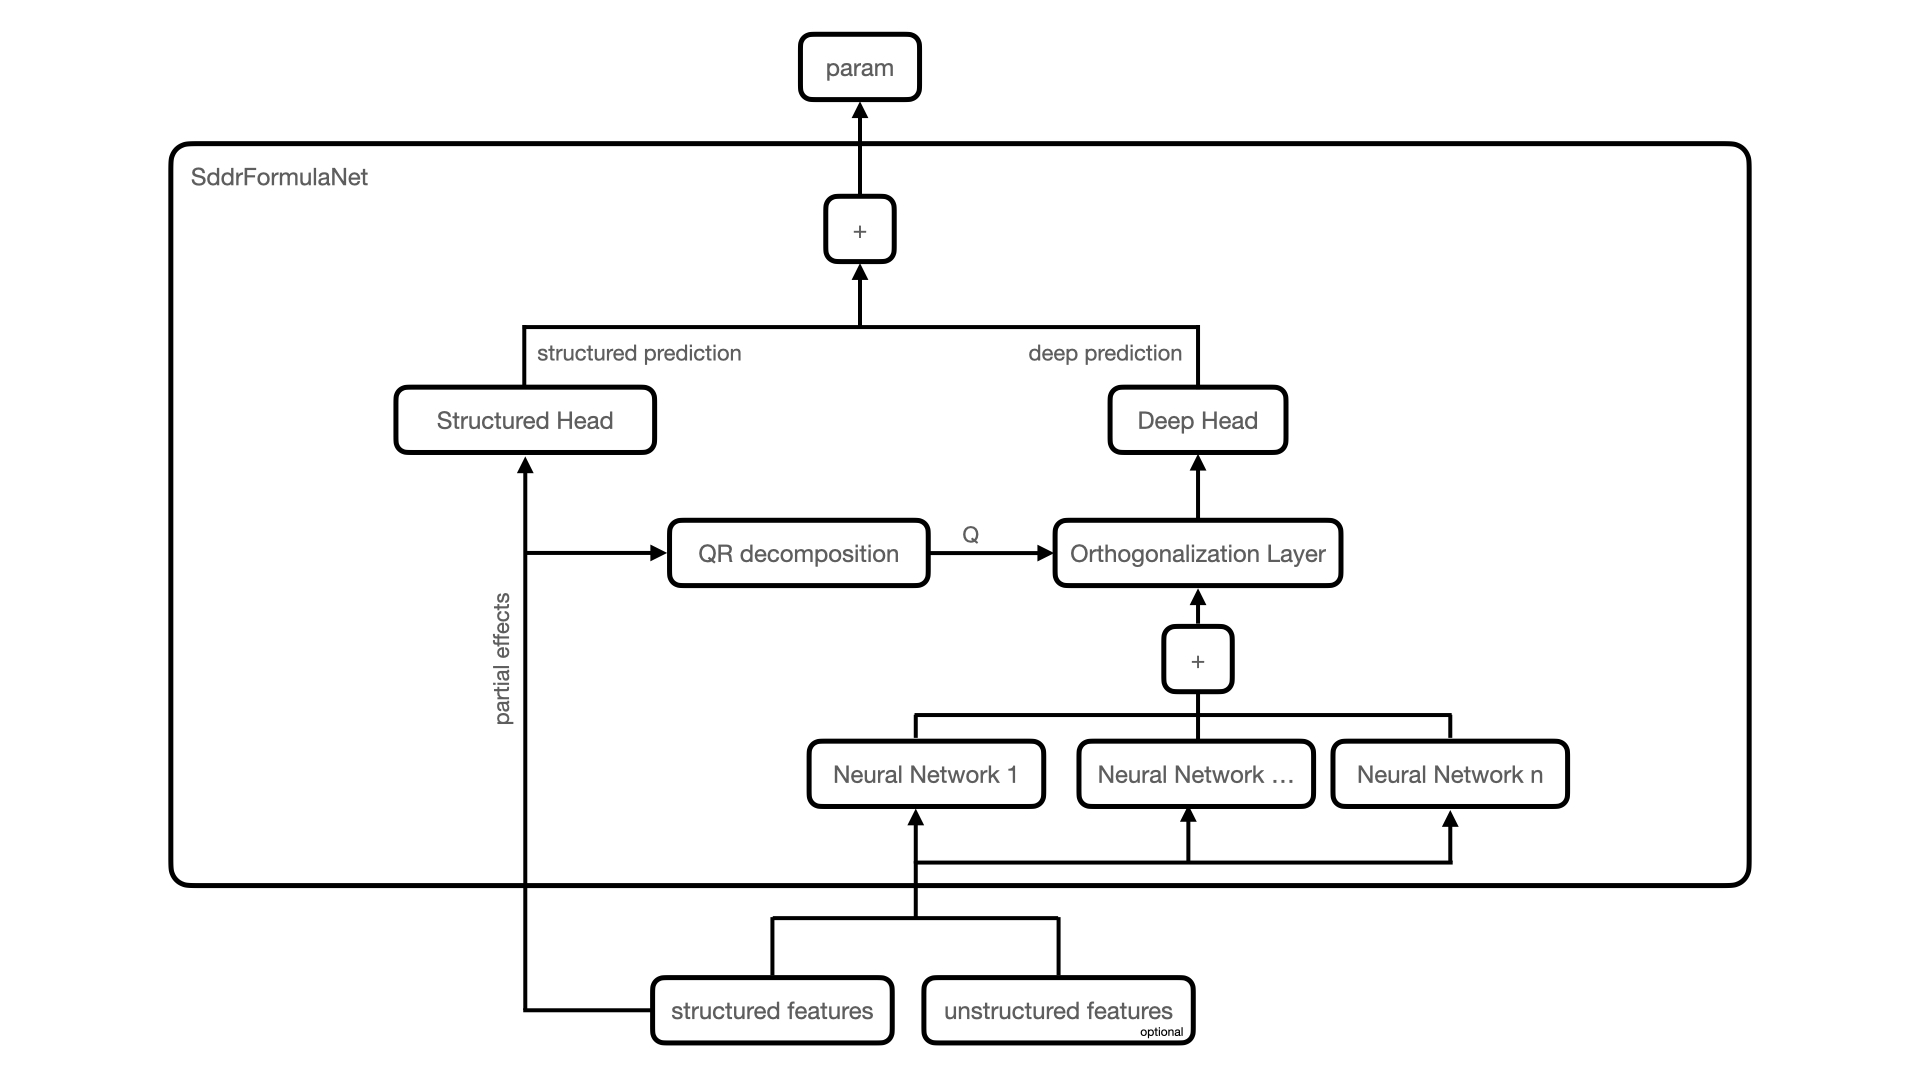 param
SddrFormulaNet
+
structured prediction
deep prediction
Structured Head
Deep Head
QR decomposition
Q
Orthogonalization Layer
partial effects
+
Neural Network 1
Neural Network …
Neural Network n
structured features
unstructured features
optional